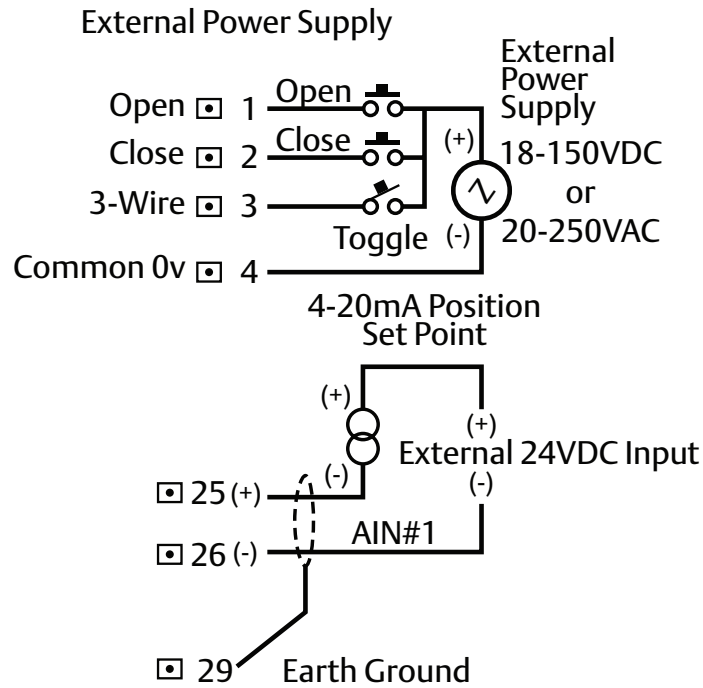 External Power Supply
External
Power
Supply
18-150VDC
or
20-250VAC
Open 1 Open
Close 2 Close
(+)
3-Wire 3
Toggle (-)
Common 0v 4
4-20mA Position
Set Point
(+)
(+)
External 24VDC Input
(-)
(-)
25 (+)
AIN#1
26 (-)
29 Earth Ground